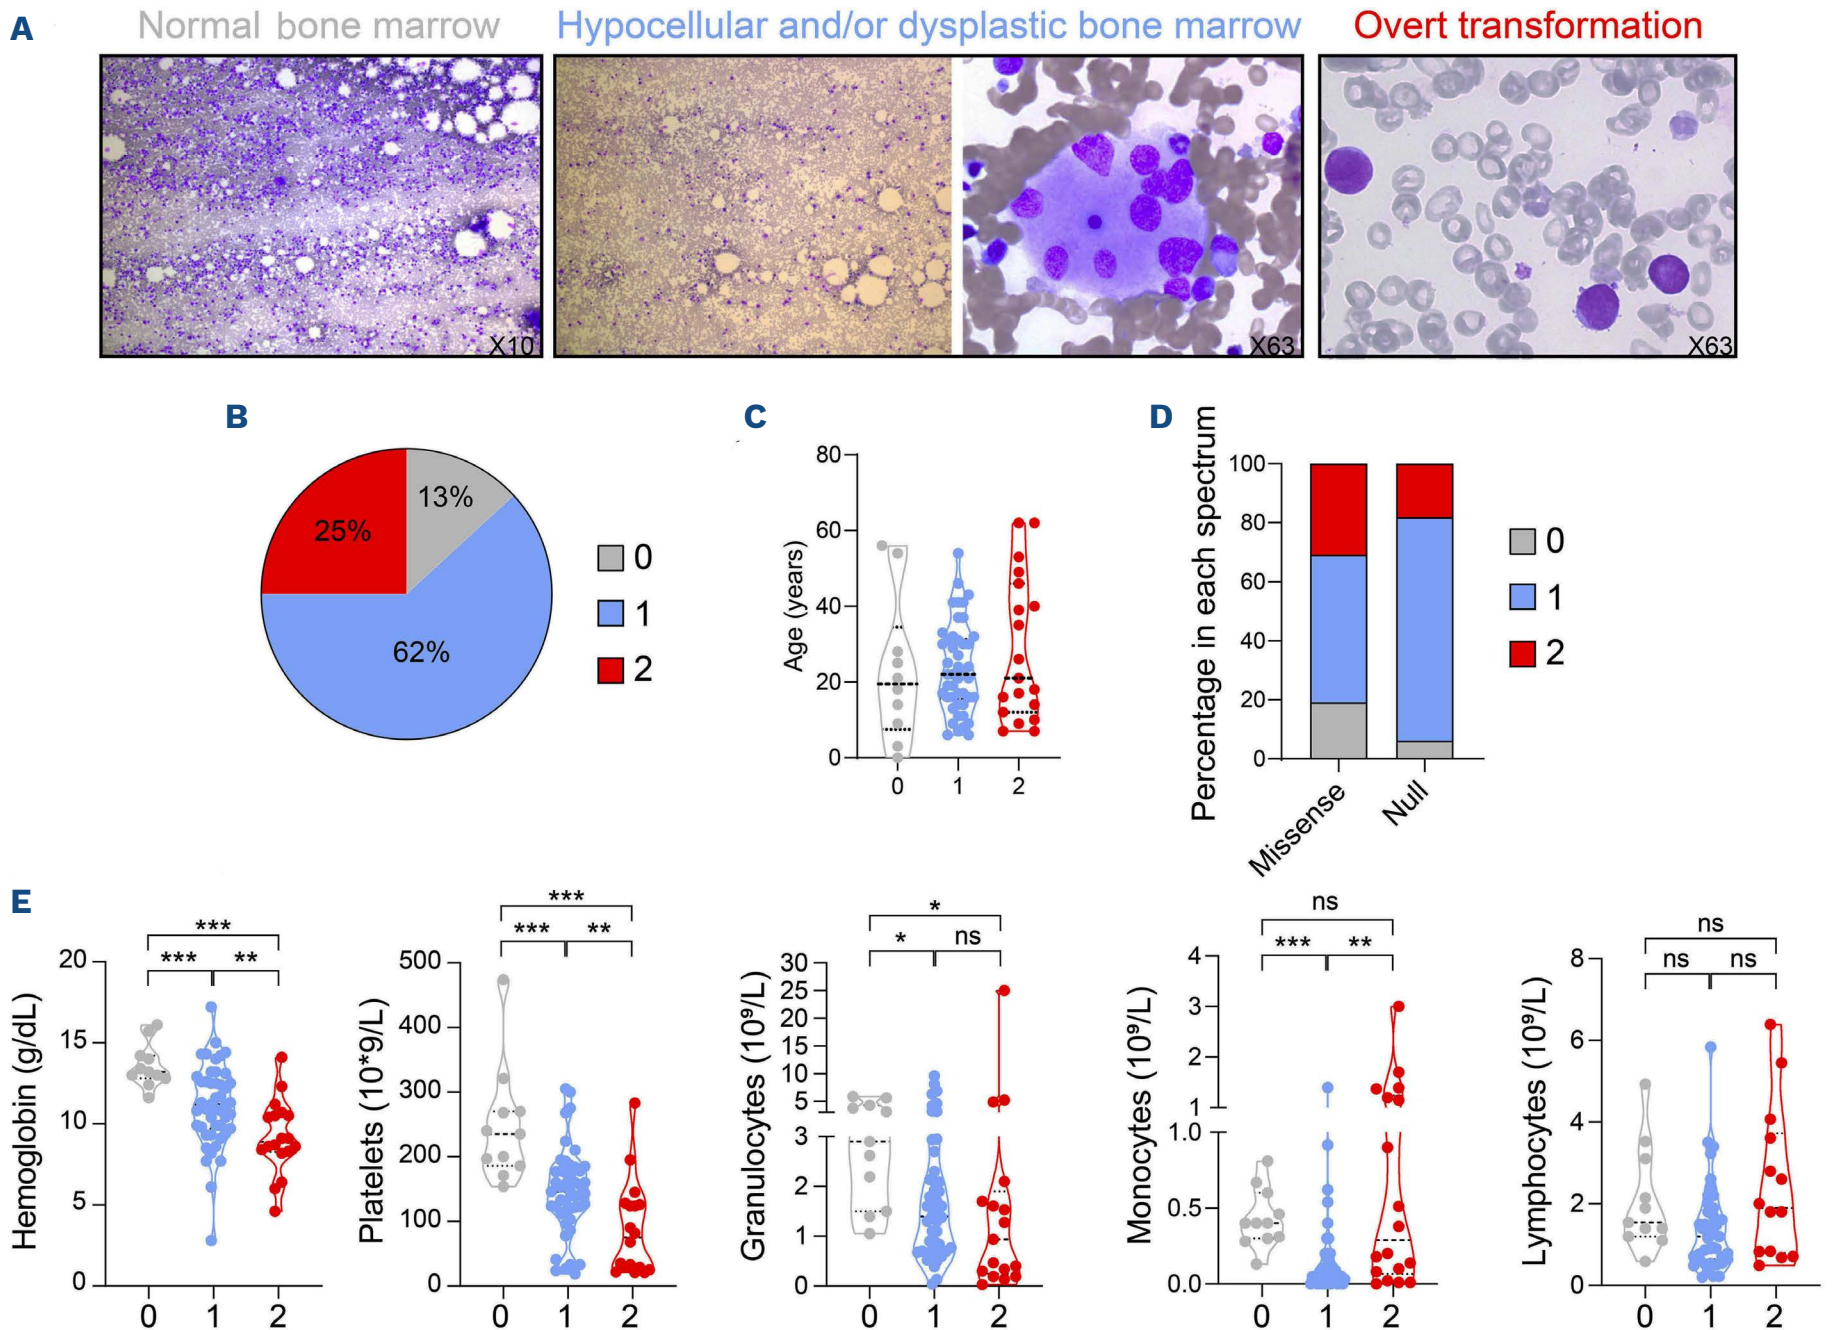 A
Normal bone marrow
Hypocellular and/or dysplastic bone marrow
Overt transformation
X10
X63
X63
B
13%
25%
62%
0
1
2
C
Age (years)
80
60
40
20
0
0 1 2
D
Percentage in each spectrum
100
80
60
40
20
0
Missense
Null
0
1
2
E
Hemoglobin (g/dL)
***
*** **
20
15
10
5
0
0 1 2
Platelets (10*9/L)
***
*** **
500
400
300
200
100
0
0 1 2
Granulocytes (10⁹/L)
*
* ns
30
25
20
15
10
5
3
2
1
0
0 1 2
Monocytes (10⁹/L)
ns
*** **
4
3
2
1
1.0
0.5
0.0
0 1 2
Lymphocytes (10⁹/L)
ns
ns ns
8
6
4
2
0
0 1 2